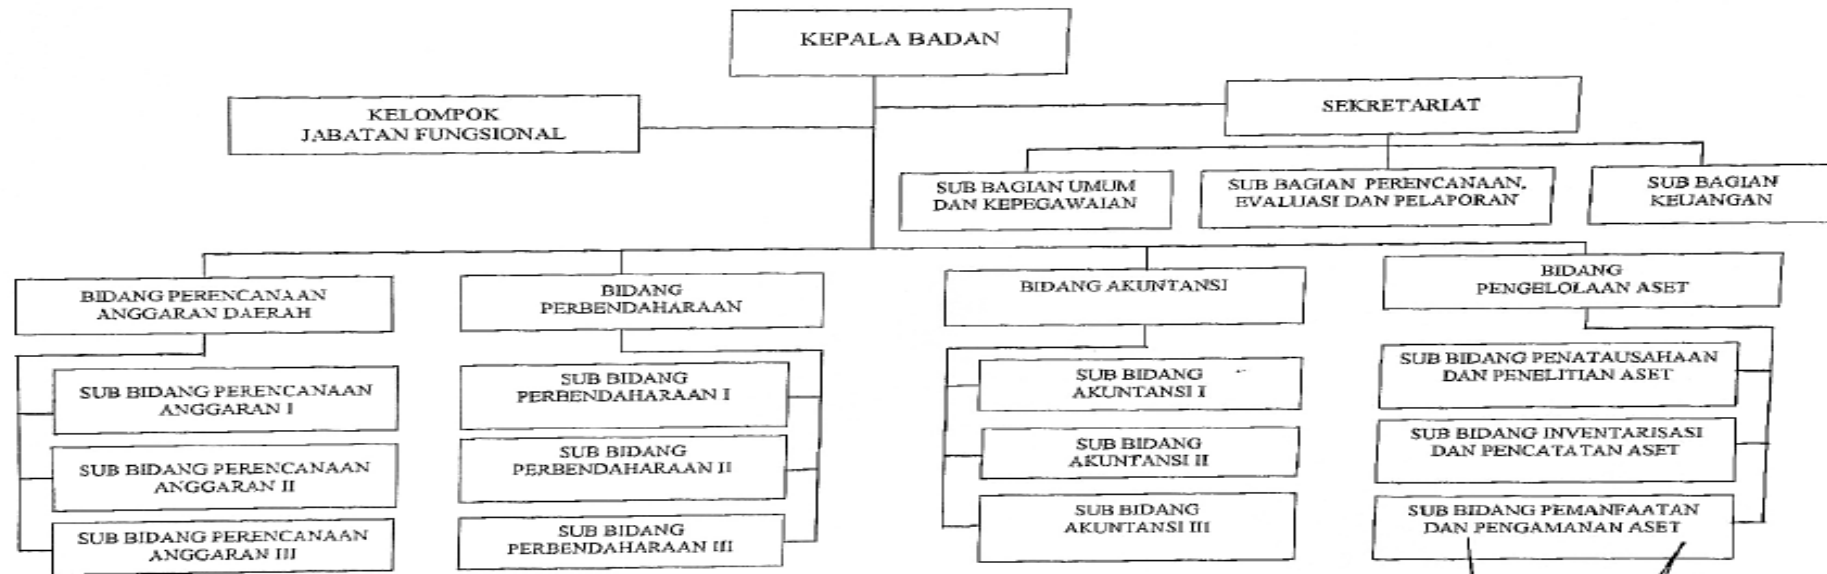 KEPALA BADAN
KELOMPOK
JABATAN FUNGSIONAL
SEKRETARIAT
SUB BAGIAN UMUM
DAN KEPEGAWAIAN
SUB BAGIAN PERENCANAAN,
EVALUASI DAN PELAPORAN
SUB BAGIAN
KEUANGAN
BIDANG PERENCANAAN
ANGGARAN DAERAH
BIDANG
PERBENDAHARAAN
BIDANG AKUNTANSI
BIDANG
PENGELOLAAN ASET
SUB BIDANG PERENCANAAN
ANGGARAN I
SUB BIDANG PERENCANAAN
ANGGARAN II
SUB BIDANG PERENCANAAN
ANGGARAN III
SUB BIDANG
PERBENDAHARAAN I
SUB BIDANG
PERBENDAHARAAN II
SUB BIDANG
PERBENDAHARAAN III
SUB BIDANG
AKUNTANSI I
SUB BIDANG
AKUNTANSI II
SUB BIDANG
AKUNTANSI III
SUB BIDANG PENATAUSAHAAN
DAN PENELITIAN ASET
SUB BIDANG INVENTARISASI
DAN PENCATATAN ASET
SUB BIDANG PEMANFAATAN
DAN PENGAMANAN ASET